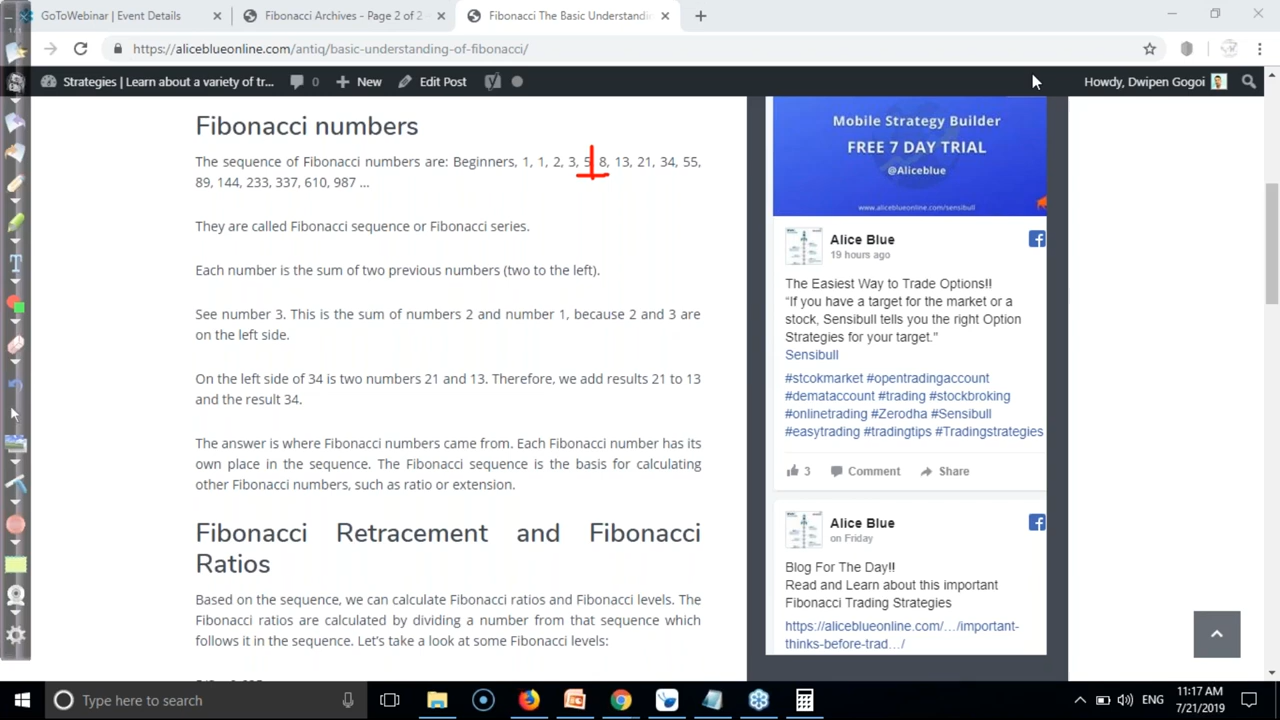 GoToWebinar | Event Details
Fibonacci Archives - Page 2 of 2
Fibonacci The Basic Understandin
https://aliceblueonline.com/antiq/basic-understanding-of-fibonacci/
Strategies | Learn about a variety of tr...
0
New
Edit Post
Howdy, Dwipen Gogoi
Fibonacci numbers
The sequence of Fibonacci numbers are: Beginners, 1, 1, 2, 3, 5, 8, 13, 21, 34, 55,
89, 144, 233, 337, 610, 987 ...
They are called Fibonacci sequence or Fibonacci series.
Each number is the sum of two previous numbers (two to the left).
See number 3. This is the sum of numbers 2 and number 1, because 2 and 3 are
on the left side.
On the left side of 34 is two numbers 21 and 13. Therefore, we add results 21 to 13
and the result 34.
The answer is where Fibonacci numbers came from. Each Fibonacci number has its
own place in the sequence. The Fibonacci sequence is the basis for calculating
other Fibonacci numbers, such as ratio or extension.
Fibonacci Retracement and Fibonacci
Ratios
Based on the sequence, we can calculate Fibonacci ratios and Fibonacci levels. The
Fibonacci ratios are calculated by dividing a number from that sequence which
follows it in the sequence. Let's take a look at some Fibonacci levels:
Mobile Strategy Builder
FREE 7 DAY TRIAL
@Aliceblue
www.aliceblueonline.com/sensibull
Alice Blue
19 hours ago
The Easiest Way to Trade Options!!
"If you have a target for the market or a
stock, Sensibull tells you the right Option
Strategies for your target."
Sensibull
#stcokmarket #opentradingaccount
#demataccount #trading #stockbroking
#onlinetrading #Zerodha #Sensibull
#easytrading #tradingtips #Tradingstrategies
3
Comment
Share
Alice Blue
on Friday
Blog For The Day!!
Read and Learn about this important
Fibonacci Trading Strategies
https://aliceblueonline.com/.../important-
thinks-before-trad.../
Type here to search
ENG
11:17 AM
7/21/2019